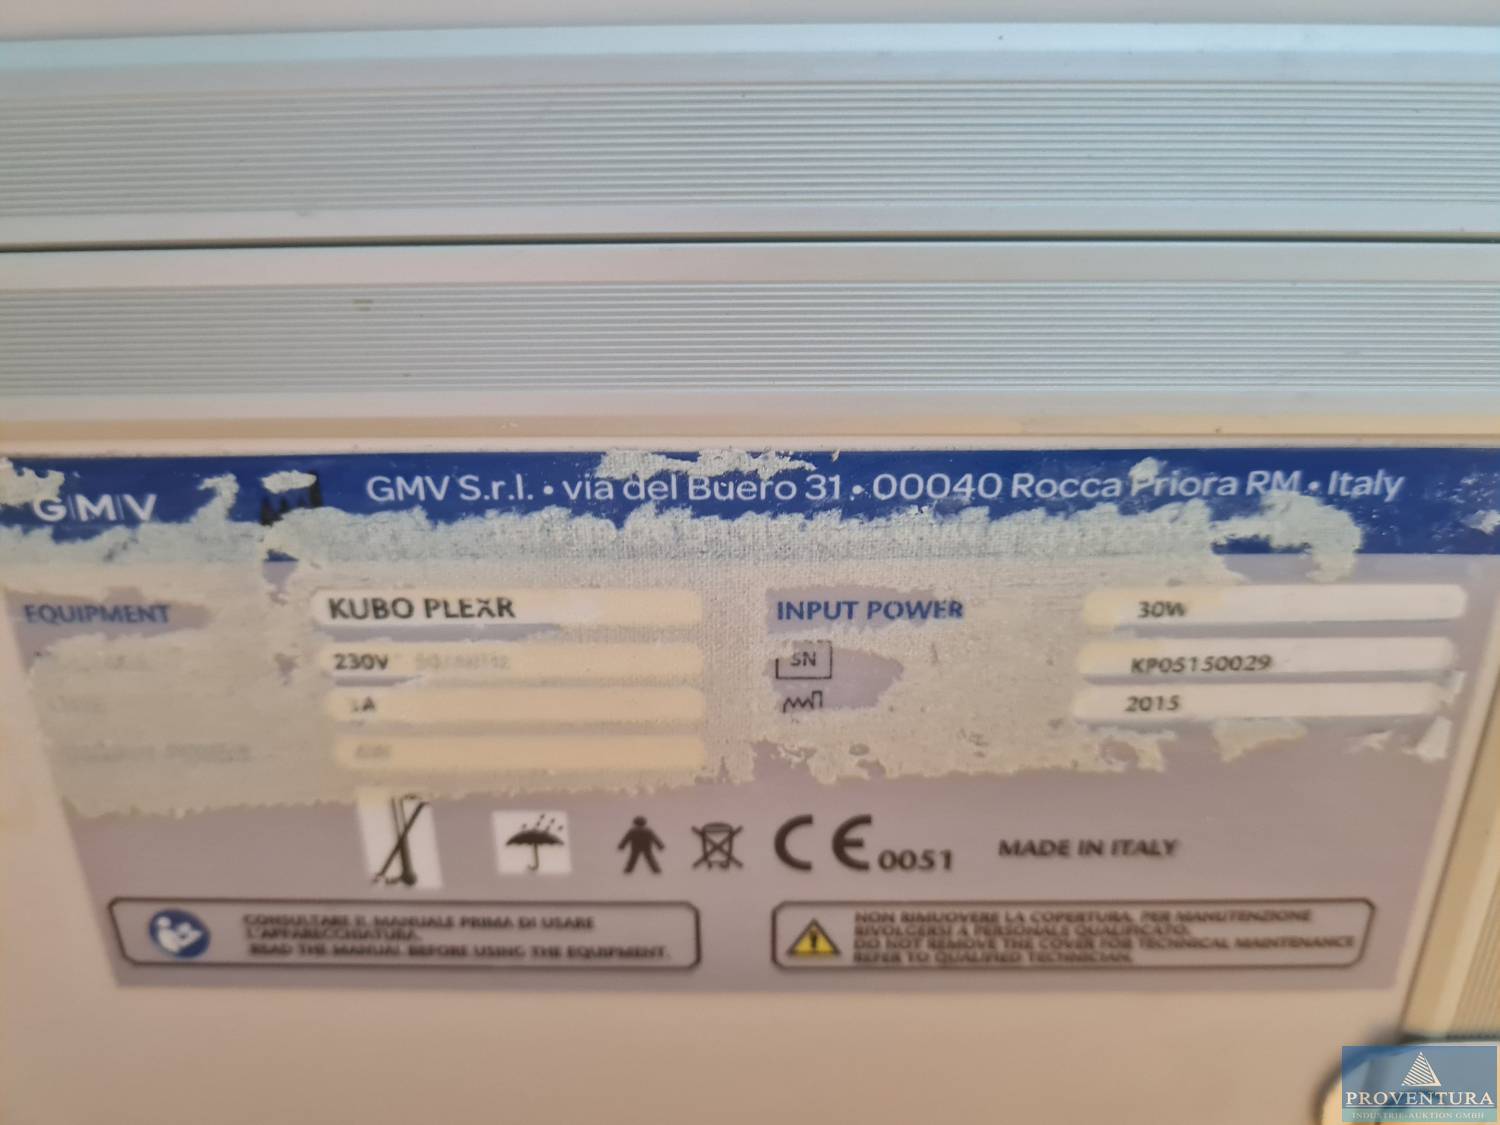 GMV
GMV S.r.l. • via del Buero 31 • 00040 Rocca Priora RM • Italy
EQUIPMENT KUBO PLEXR INPUT POWER 30W
230V SN KP05150029
1A 2015
CE 0051 MADE IN ITALY
CONSULTARE IL MANUALE PRIMA DI USARE
L'APPARECCHIATURA.
READ THE MANUAL BEFORE USING THE EQUIPMENT.
NON RIMUOVERE LA COPERTURA. PER MANUTENZIONE
RIVOLGERSI A PERSONALE QUALIFICATO.
DO NOT REMOVE THE COVER FOR TECHNICAL MAINTENANCE
REFER TO QUALIFIED TECHNICIAN.
PROVENTURA
INDUSTRIE-AUKTION GMBH